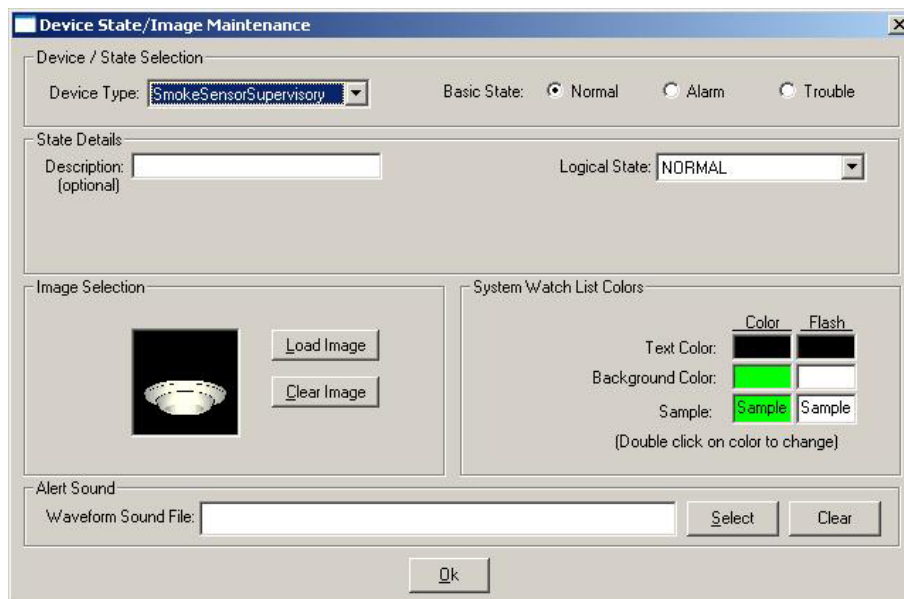 Device State/Image Maintenance
Device / State Selection
Device Type: SmokeSensorSupervisory Basic State: Normal Alarm Trouble
State Details
Description: Logical State: NORMAL
(optional)
Image Selection System Watch List Colors
Color Flash
Load Image Text Color:
Background Color:
Clear Image Sample: Sample Sample
(Double click on color to change)
Alert Sound
Waveform Sound File: Select Clear
Ok